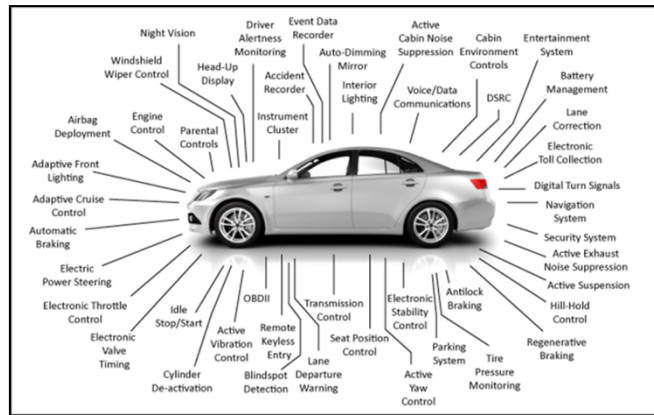 Night Vision
Driver
Alertness
Monitoring
Event Data
Recorder
Active
Cabin Noise
Suppression
Cabin
Environment
Controls
Entertainment
System
Windshield
Wiper Control
Head-Up
Display
Accident
Recorder
Auto-Dimming
Mirror
Interior
Lighting
Voice/Data
Communications
DSRC
Battery
Management
Airbag
Deployment
Engine
Control
Parental
Controls
Instrument
Cluster
Lane
Correction
Electronic
Toll Collection
Adaptive Front
Lighting
Digital Turn Signals
Adaptive Cruise
Control
Navigation
System
Automatic
Braking
Security System
Electric
Power Steering
Active Exhaust
Noise Suppression
Active Suspension
Electronic Throttle
Control
Hill-Hold
Control
Electronic
Valve
Timing
Idle
Stop/Start
OBDII
Transmission
Control
Electronic
Stability
Control
Antilock
Braking
Regenerative
Braking
Cylinder
De-activation
Active
Vibration
Control
Remote
Keyless
Entry
Blindspot
Detection
Lane
Departure
Warning
Seat Position
Control
Active
Yaw
Control
Parking
System
Tire
Pressure
Monitoring